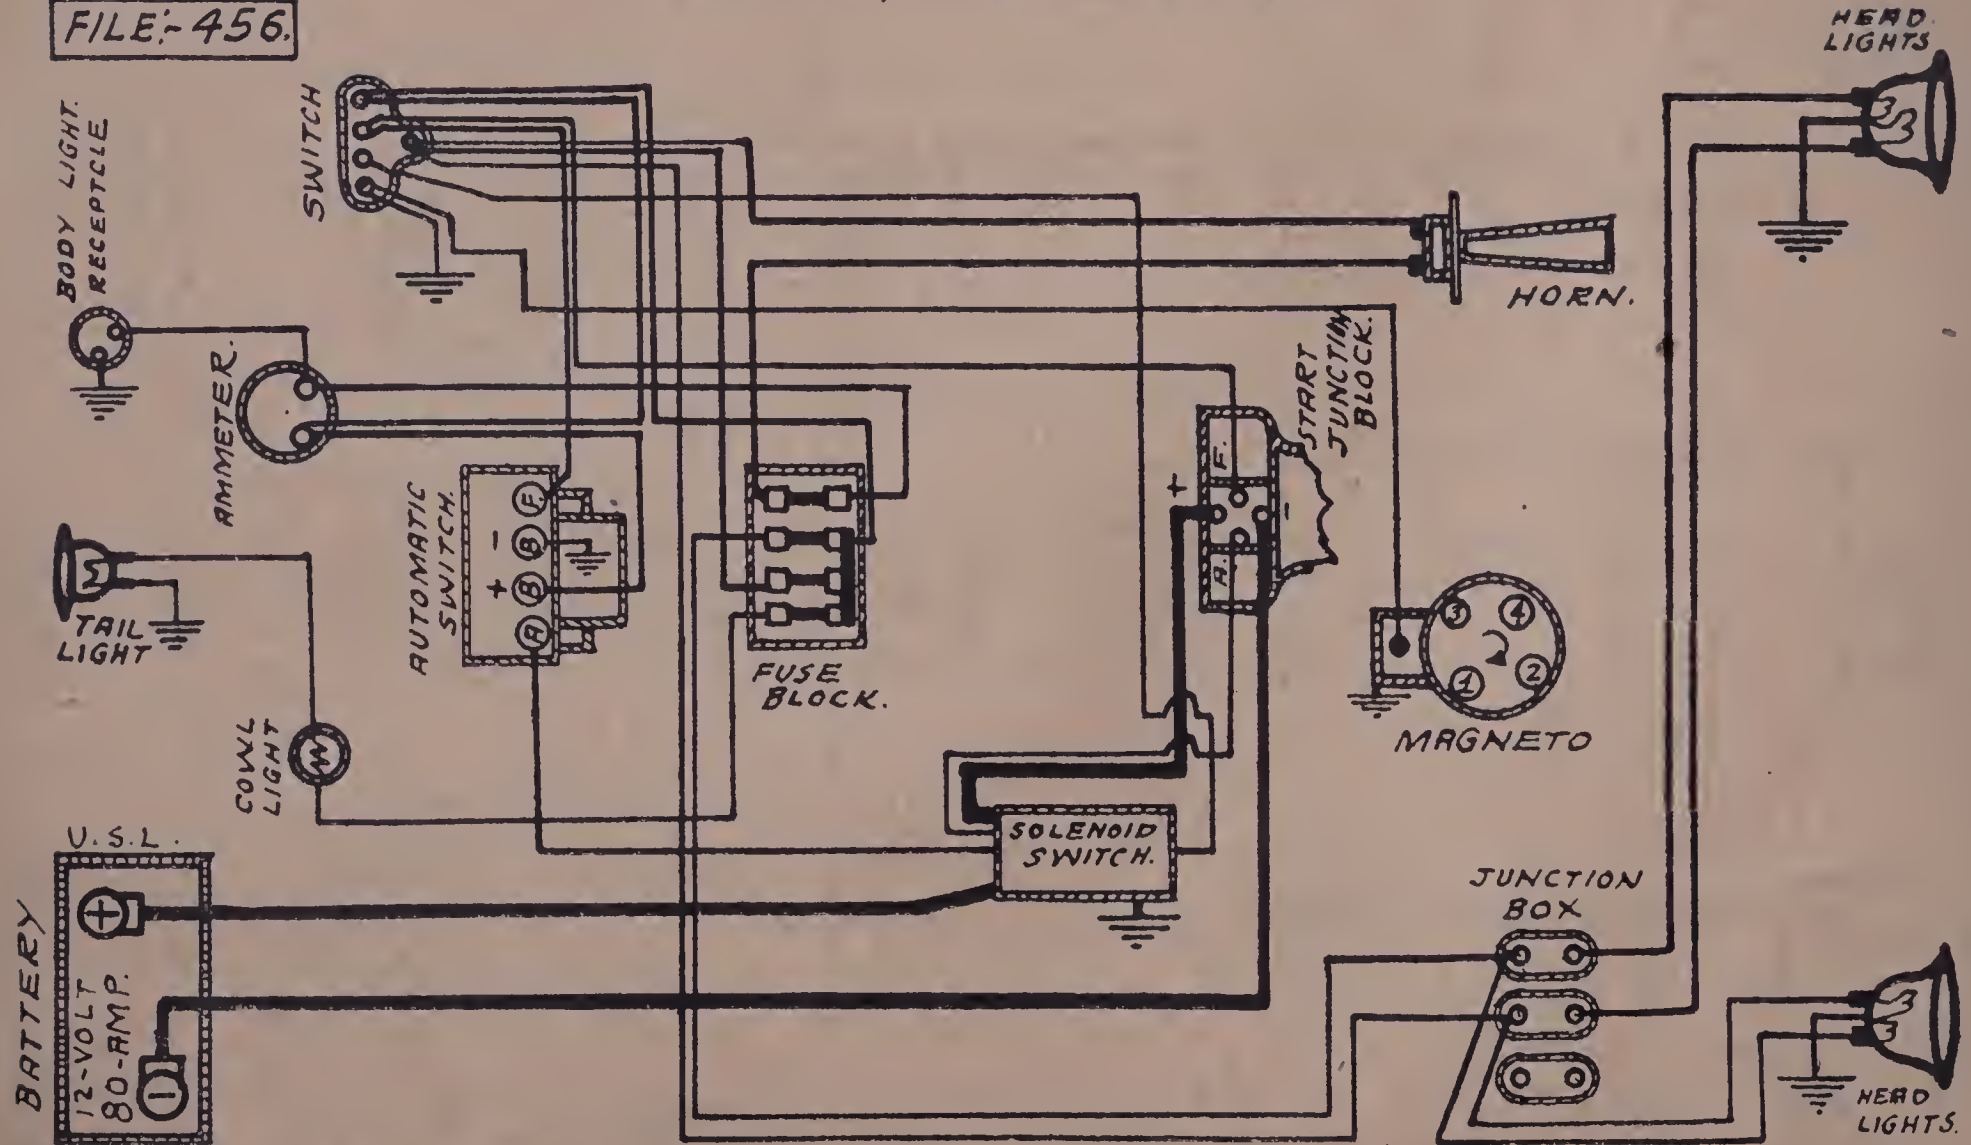 FILE:-456.
HEAD.
LIGHTS
SWITCH
BODY LIGHT.
RECEPTCLE
HORN.
AMMETER.
START
JUNCTION
BLOCK.
AUTOMATIC
SWITCH.
F
- B
+ B
A
F.
+
-
A.
TAIL
LIGHT
FUSE
BLOCK.
3 4
1 2
MAGNETO
COWL
LIGHT
U.S.L.
SOLENOID
SWITCH.
JUNCTION
BOX
BATTERY
+
12-VOLT
80-AMP.
-
HEAD
LIGHTS.